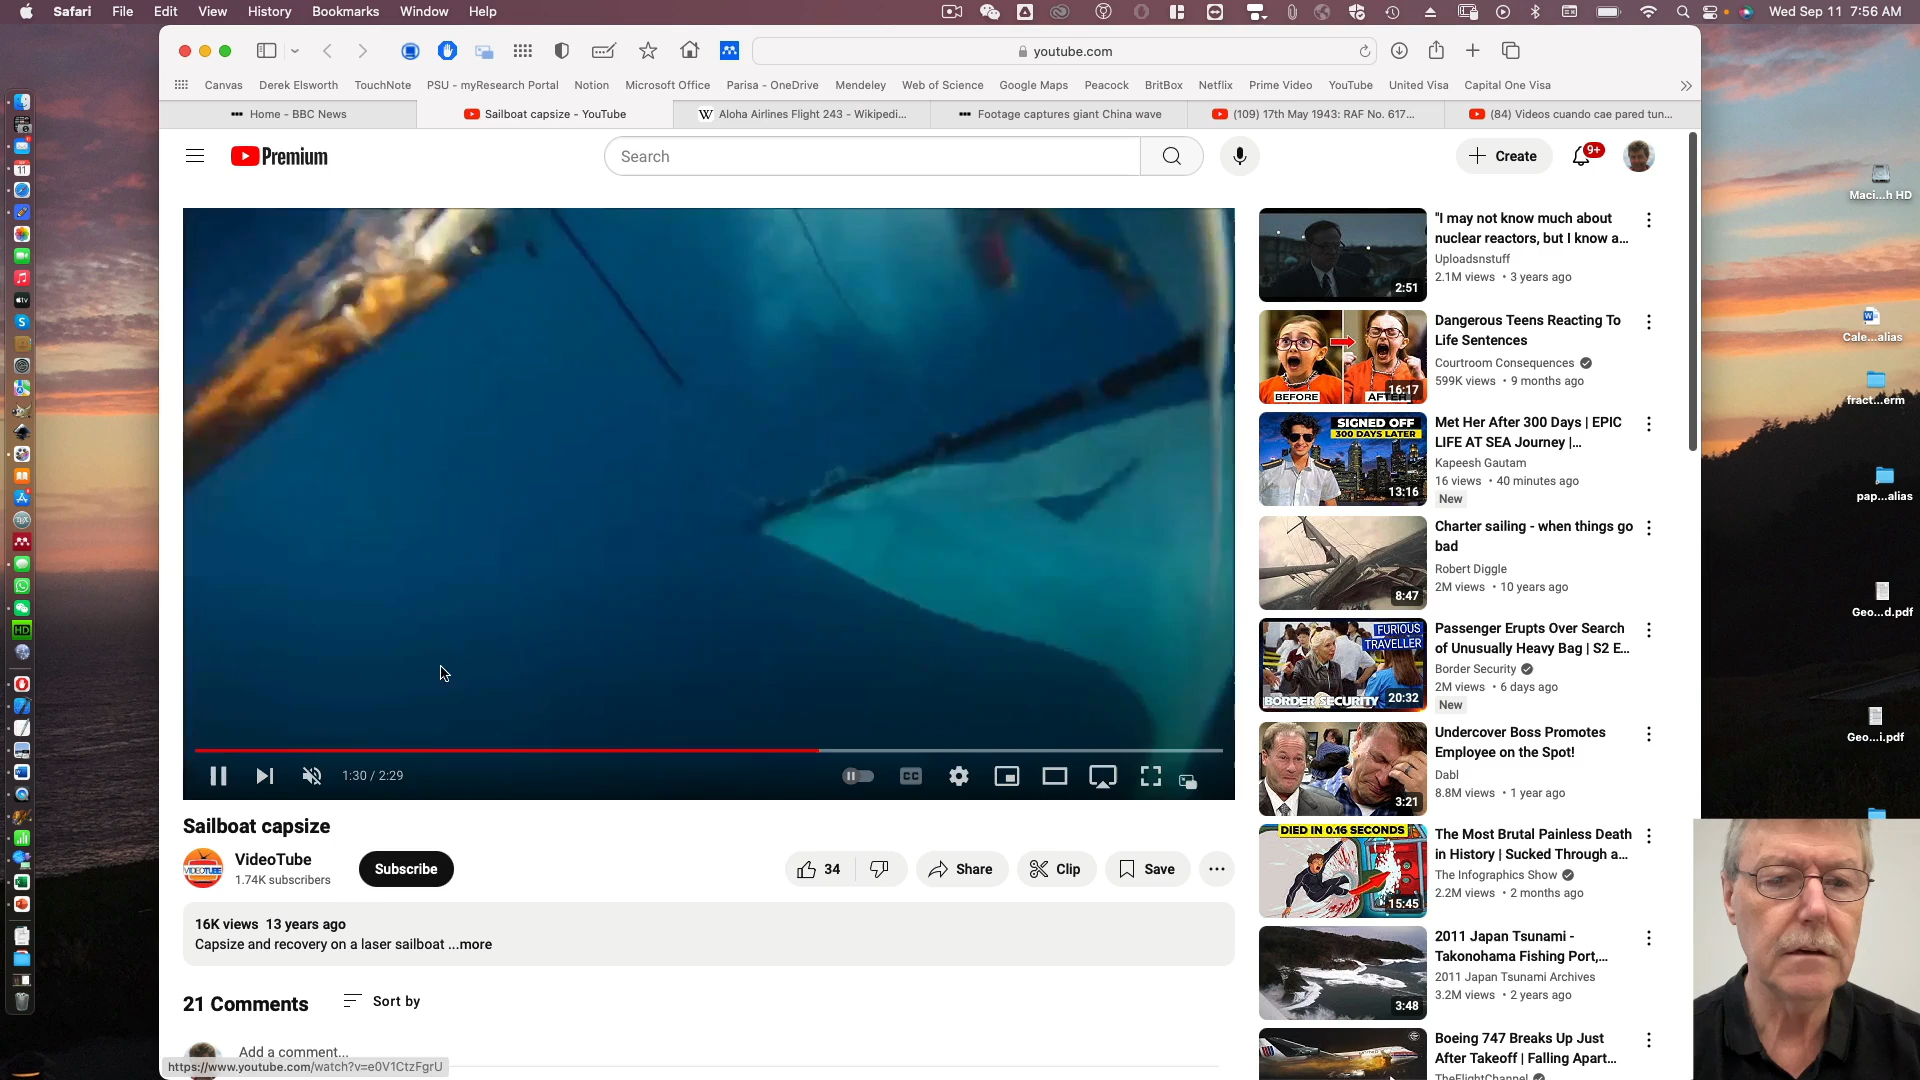 Safari File Edit View History Bookmarks Window Help
Wed Sep 11 7:56 AM
youtube.com
Canvas Derek Elsworth TouchNote PSU - myResearch Portal Notion Microsoft Office Parisa - OneDrive Mendeley Web of Science Google Maps Peacock BritBox Netflix Prime Video YouTube United Visa Capital One Visa
Home - BBC News
Sailboat capsize - YouTube
Aloha Airlines Flight 243 - Wikipedi...
Footage captures giant China wave
(109) 17th May 1943: RAF No. 617...
(84) Videos cuando cae pared tun...
Premium
Search
Create
9+
1:30 / 2:29
CC
Sailboat capsize
VIDEOTUBE
VideoTube
1.74K subscribers
Subscribe
34
Share
Clip
Save
16K views 13 years ago
Capsize and recovery on a laser sailboat ...more
21 Comments
Sort by
Add a comment...
https://www.youtube.com/watch?v=e0V1CtzFgrU
2:51
"I may not know much about
nuclear reactors, but I know a...
Uploadsnstuff
2.1M views • 3 years ago
BEFORE
AFTER
16:17
Dangerous Teens Reacting To
Life Sentences
Courtroom Consequences
599K views • 9 months ago
SIGNED OFF
300 DAYS LATER
13:16
Met Her After 300 Days | EPIC
LIFE AT SEA Journey |...
Kapeesh Gautam
16 views • 40 minutes ago
New
8:47
Charter sailing - when things go
bad
Robert Diggle
2M views • 10 years ago
FURIOUS
TRAVELLER
BORDER SECURITY
20:32
Passenger Erupts Over Search
of Unusually Heavy Bag | S2 E...
Border Security
2M views • 6 days ago
New
3:21
Undercover Boss Promotes
Employee on the Spot!
Dabl
8.8M views • 1 year ago
DIED IN 0.16 SECONDS
15:45
The Most Brutal Painless Death
in History | Sucked Through a...
The Infographics Show
2.2M views • 2 months ago
3:48
2011 Japan Tsunami -
Takonohama Fishing Port,...
2011 Japan Tsunami Archives
3.2M views • 2 years ago
Boeing 747 Breaks Up Just
After Takeoff | Falling Apart...
TheFlightChannel
Maci...h HD
Cale...alias
fract...erm
pap...alias
Geo...d.pdf
Geo...i.pdf